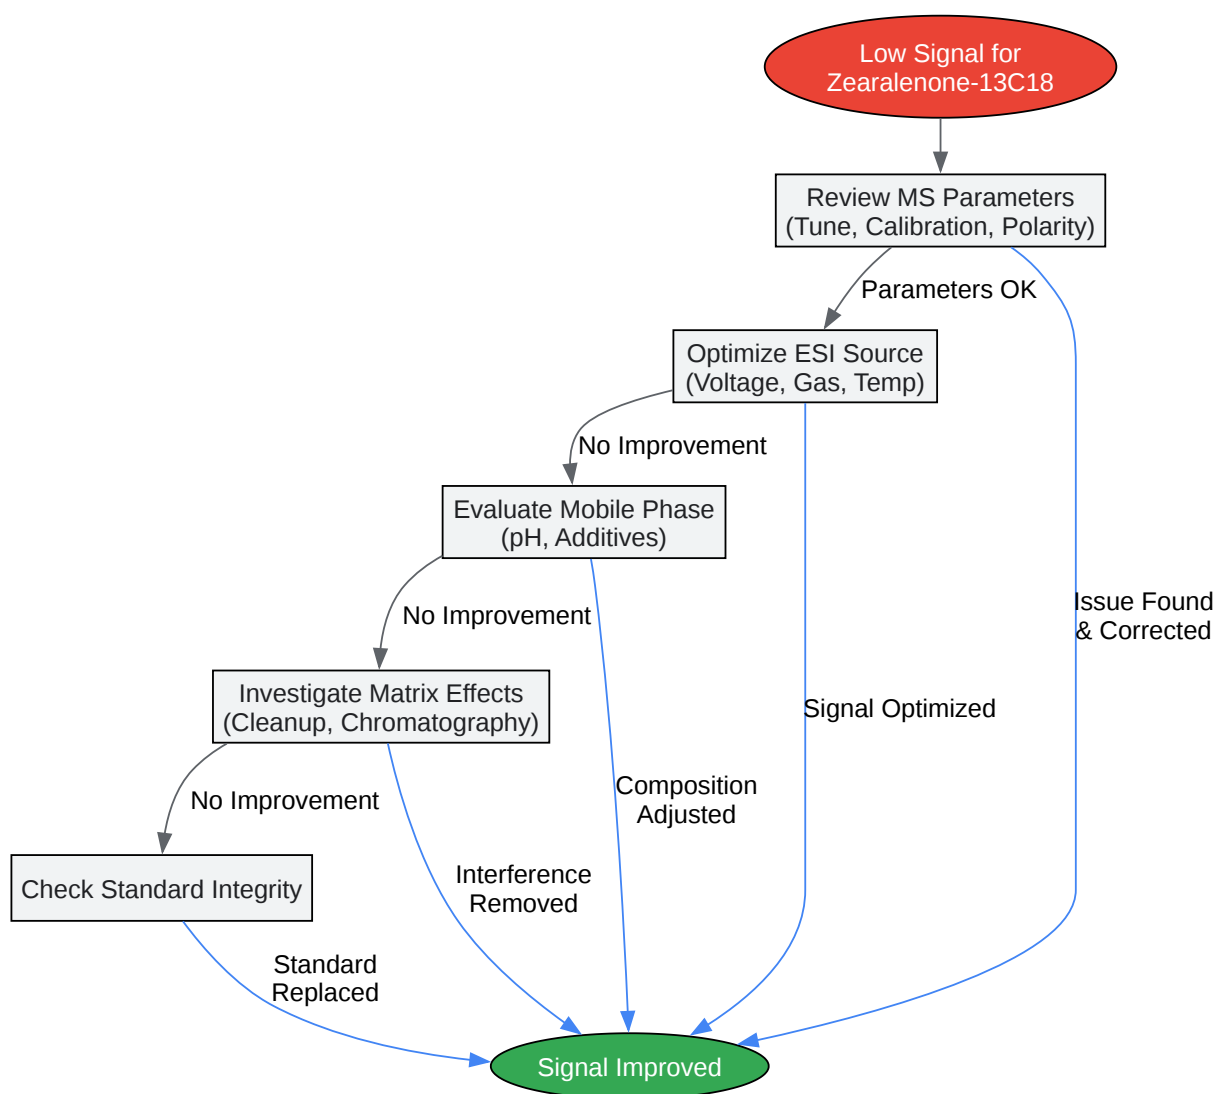 Low Signal for
Zearalenone-13C18
Review MS Parameters
(Tune, Calibration, Polarity)
Parameters OK
Optimize ESI Source
(Voltage, Gas, Temp)
No Improvement
Evaluate Mobile Phase
(pH, Additives)
No Improvement
Issue Found
& Corrected
Investigate Matrix Effects
(Cleanup, Chromatography)
Signal Optimized
No Improvement
Composition
Adjusted
Check Standard Integrity
Interference
Removed
Standard
Replaced
Signal Improved